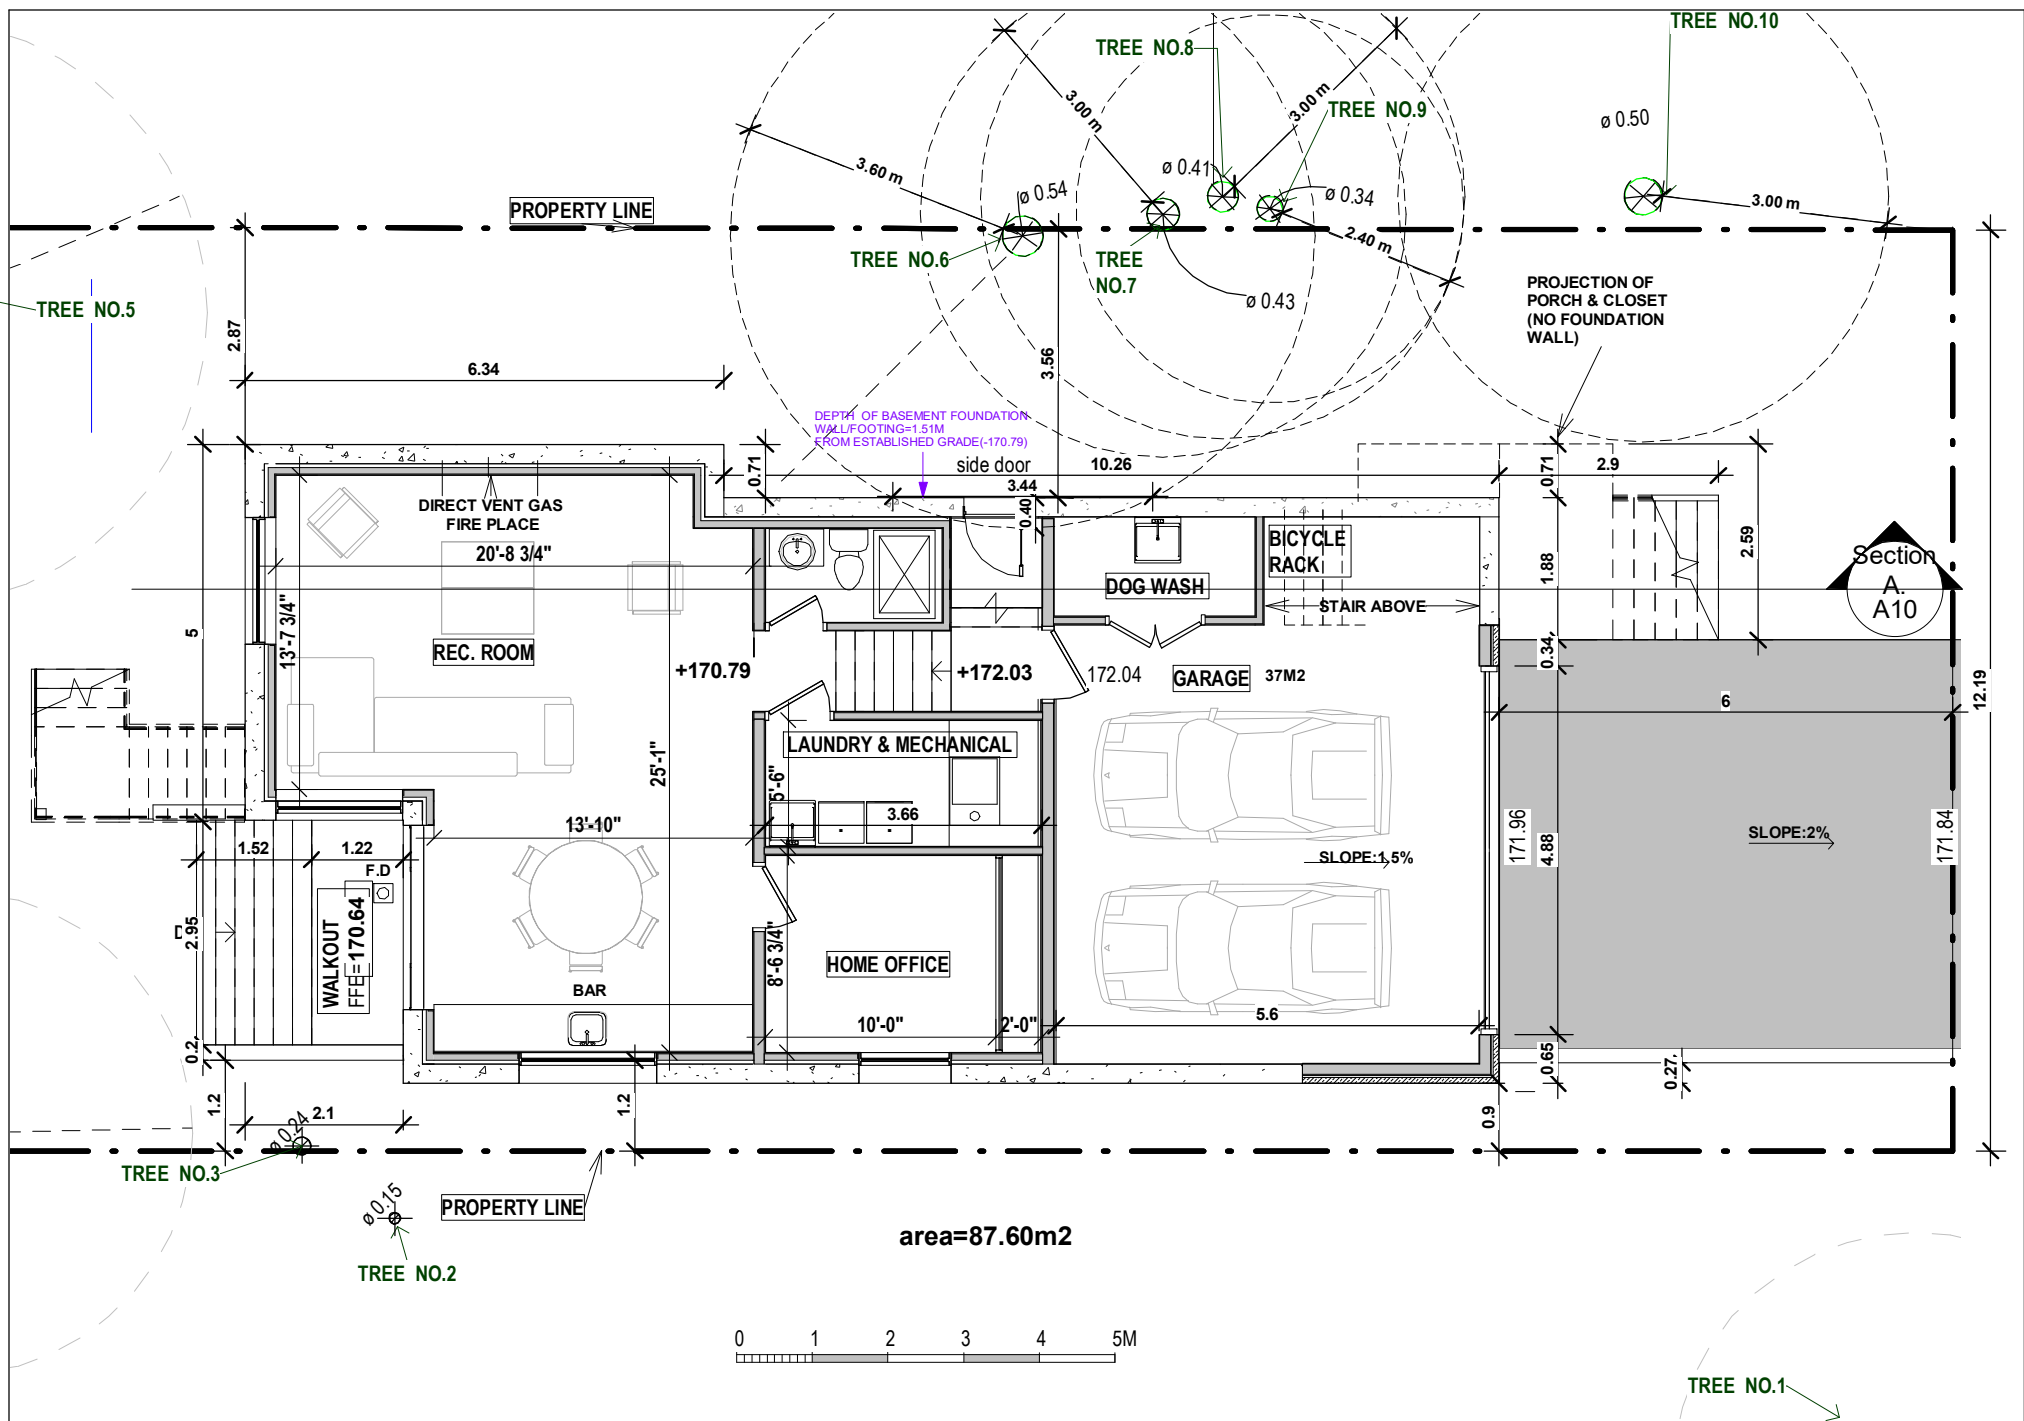 TREE NO.10
TREE NO.8
3.00 m
3.00 m
TREE NO.9
ø 0.50
3.60 m
ø 0.41
ø 0.54
ø 0.34
3.00 m
PROPERTY LINE
2.40 m
TREE NO.6
TREE
NO.7
ø 0.43
TREE NO.5
PROJECTION OF
PORCH & CLOSET
(NO FOUNDATION
WALL)
2.87
3.56
6.34
DEPTH OF BASEMENT FOUNDATION
WALL/FOOTING=1.51M
FROM ESTABLISHED GRADE(-170.79)
side door
10.26
2.9
0.71
0.71
3.44
0.40
DIRECT VENT GAS
FIRE PLACE
20'-8 3/4"
BICYCLE
RACK
1.88
2.59
Section
A.
A10
DOG WASH
STAIR ABOVE
5
13'-7 3/4"
REC. ROOM
+170.79
+172.03
172.04
GARAGE
37M2
0.34
6
12.19
LAUNDRY & MECHANICAL
25'-1"
5'-6"
3.66
13'-10"
171.96
4.88
SLOPE:2%
171.84
1.52
1.22
SLOPE:1.5%
F.D
WALKOUT
FFE=170.64
2.95
8'-6 3/4"
HOME OFFICE
BAR
10'-0"
2'-0"
5.6
0.2
0.65
0.27
1.2
2.1
1.2
0.9
ø 0.24
TREE NO.3
ø 0.15
PROPERTY LINE
area=87.60m2
TREE NO.2
0 1 2 3 4 5M
TREE NO.1